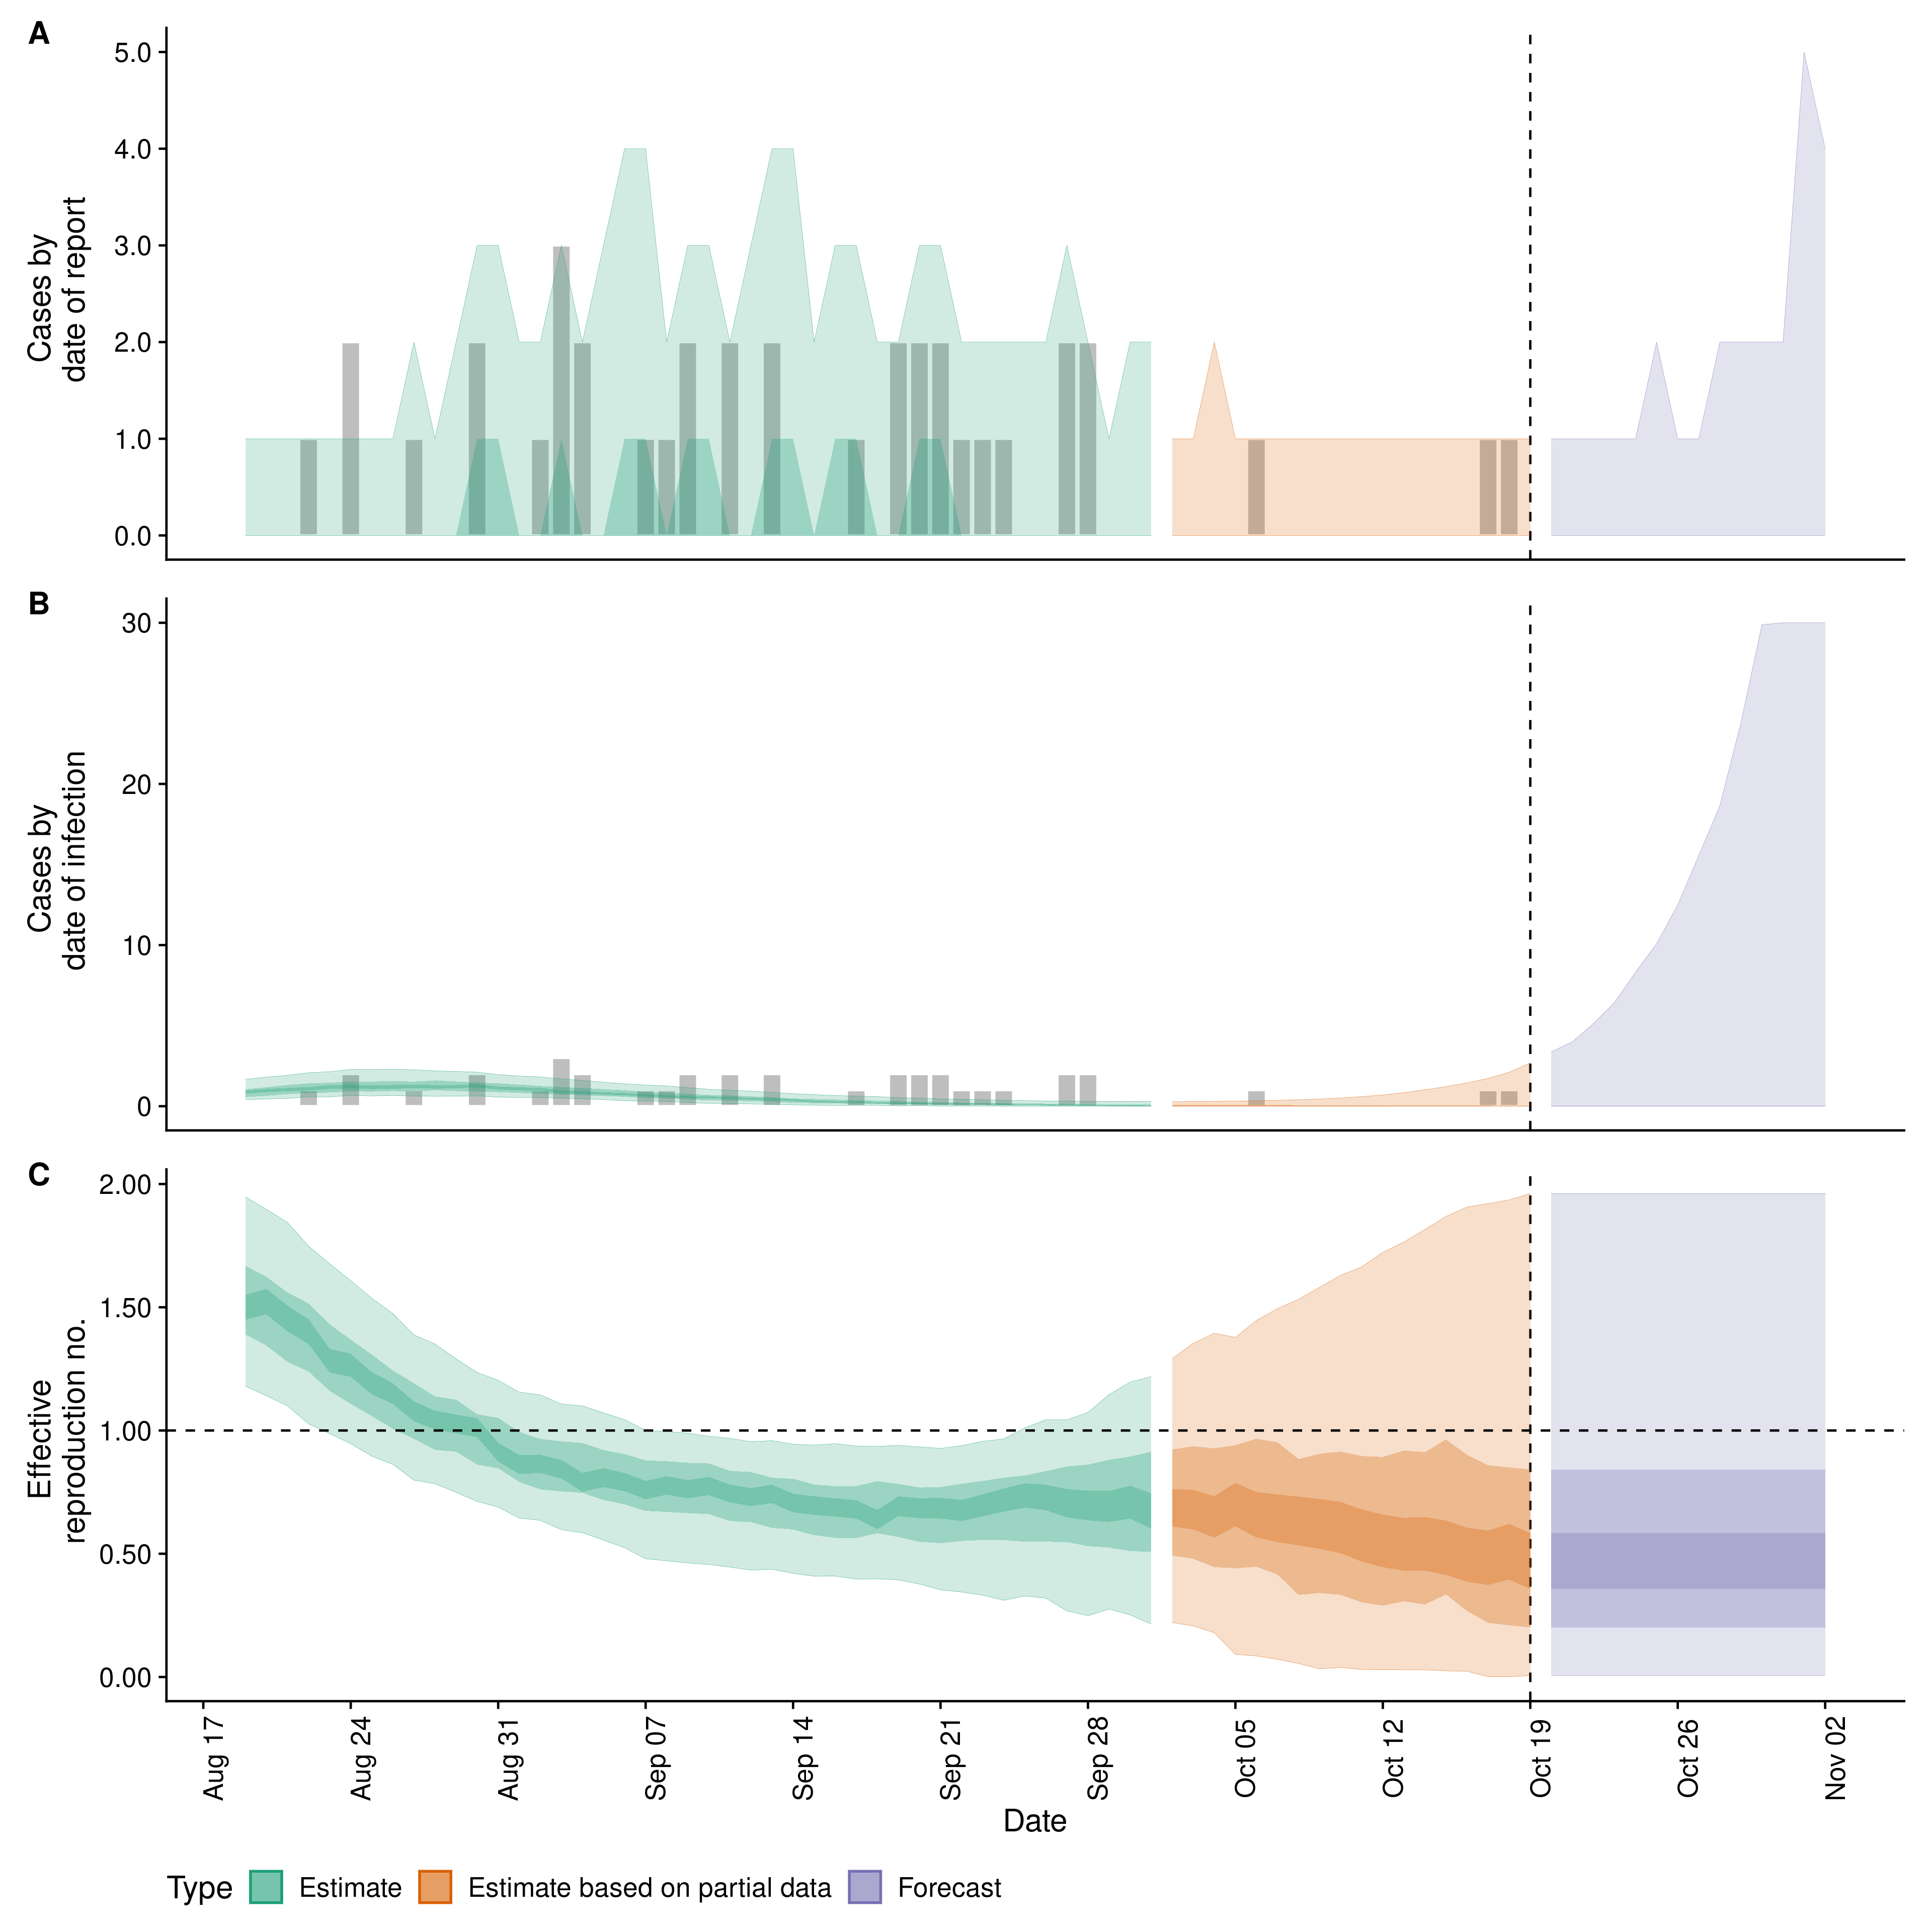 A
5.0
4.0
3.0
2.0
1.0
0.0
Cases by
date of report
B
30
20
10
0
Cases by
date of infection
C
2.00
1.50
1.00
0.50
0.00
Effective
reproduction no.
Aug 17
Aug 24
Aug 31
Sep 07
Sep 14
Sep 21
Sep 28
Oct 05
Oct 12
Oct 19
Oct 26
Nov 02
Date
Type Estimate Estimate based on partial data Forecast